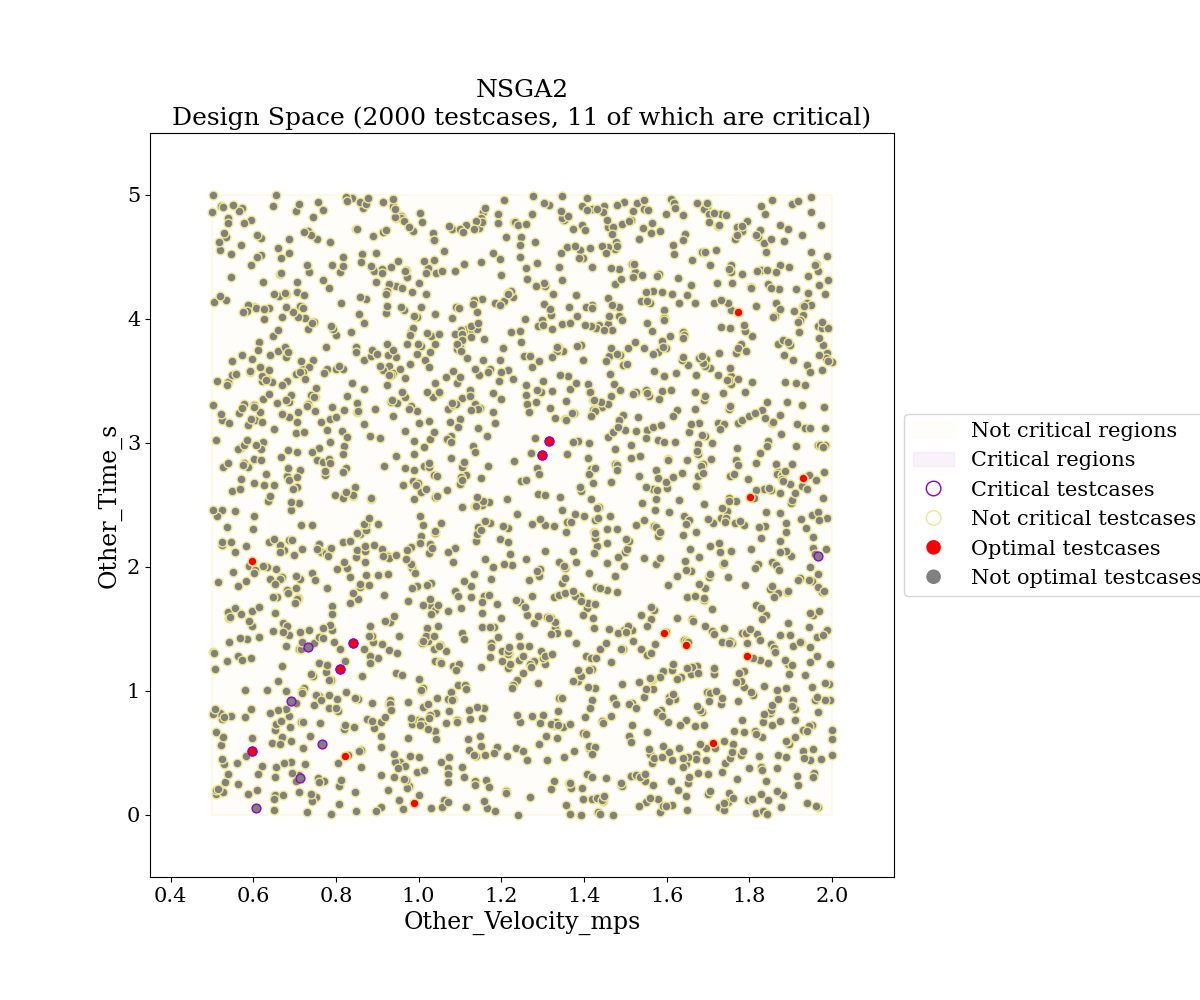 NSGA2
Design Space (2000 testcases, 11 of which are critical)
5
4
3
2
1
0
Other_Time_s
0.4 0.6 0.8 1.0 1.2 1.4 1.6 1.8 2.0
Other_Velocity_mps
Not critical regions
Critical regions
Critical testcases
Not critical testcases
Optimal testcases
Not optimal testcases